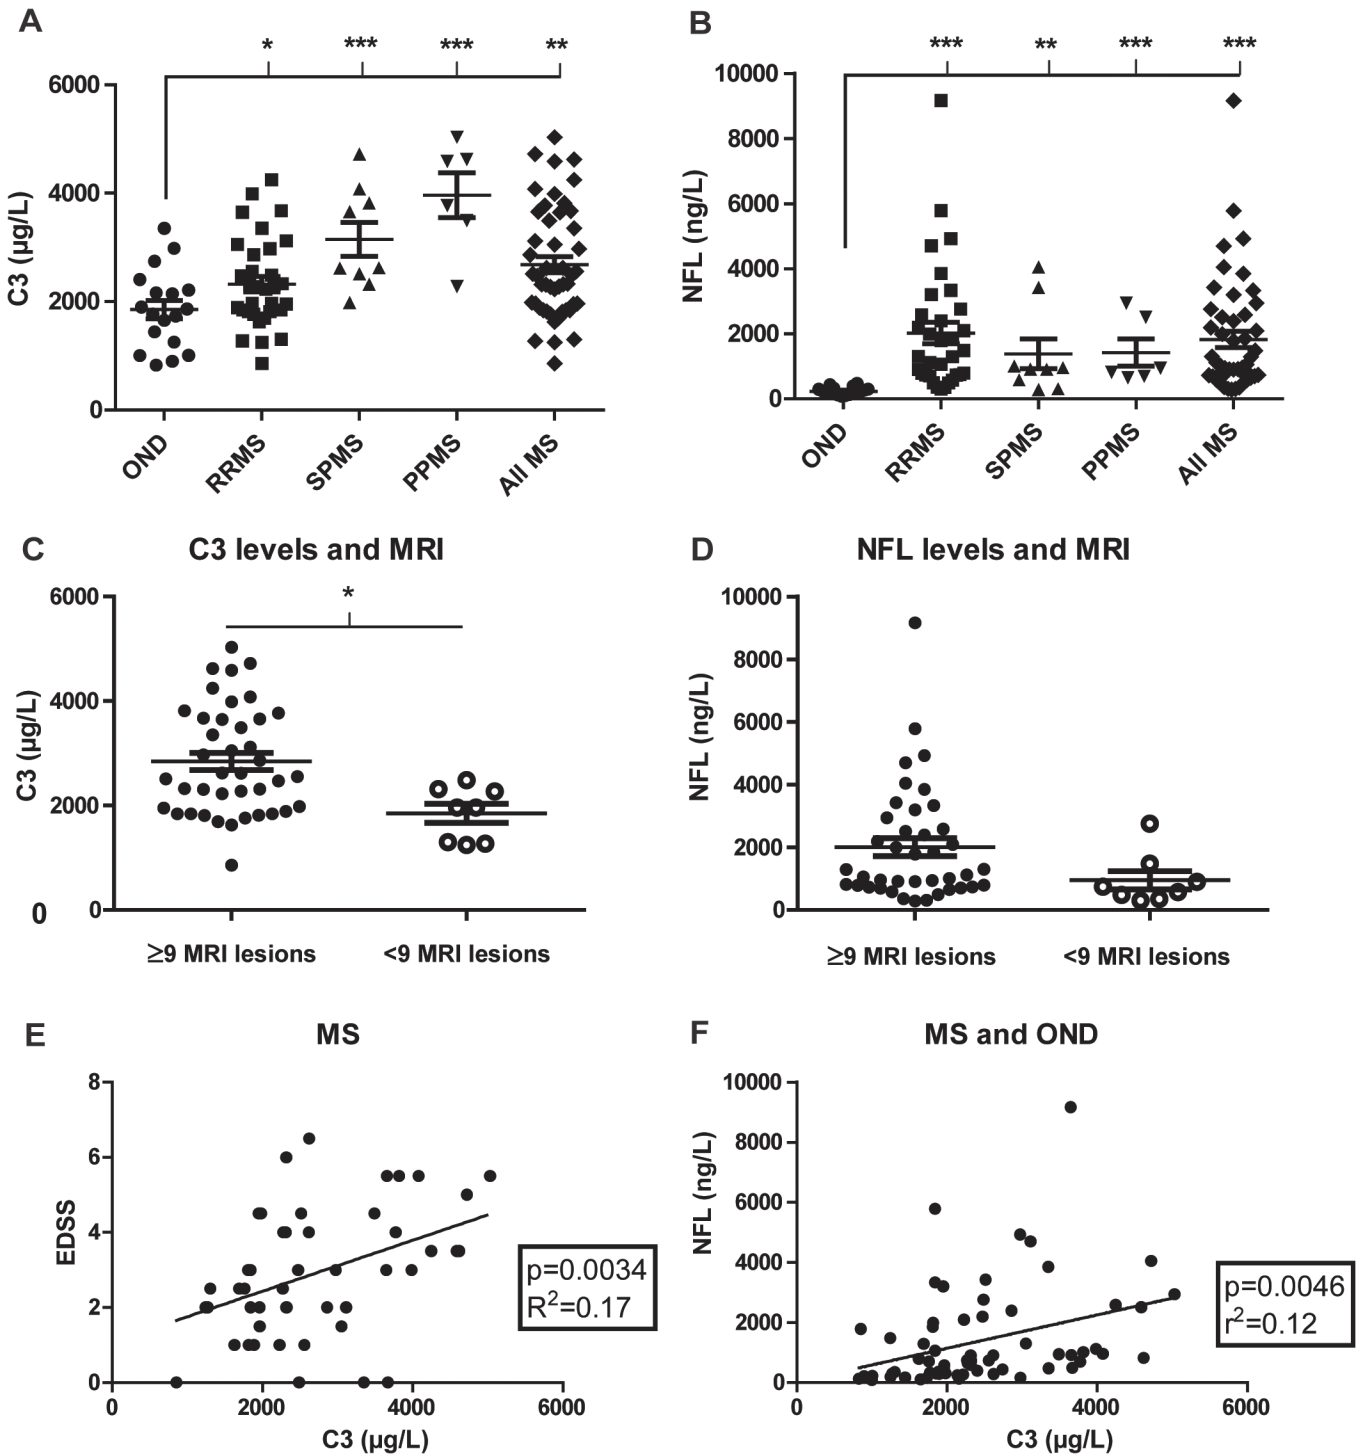 A
* *** *** **
6000
4000
2000
0
C3 (µg/L)
OND RRMS SPMS PPMS All MS
B
*** ** *** ***
10000
8000
6000
4000
2000
0
NFL (ng/L)
OND RRMS SPMS PPMS All MS
C
C3 levels and MRI
*
6000
4000
2000
0
0
C3 (µg/L)
≥9 MRI lesions <9 MRI lesions
D
NFL levels and MRI
10000
8000
6000
4000
2000
0
NFL (ng/L)
≥9 MRI lesions <9 MRI lesions
E
MS
8
6
4
2
0
EDSS
p=0.0034
R²=0.17
0 2000 4000 6000
C3 (µg/L)
F
MS and OND
10000
8000
6000
4000
2000
0
NFL (ng/L)
p=0.0046
r²=0.12
0 2000 4000 6000
C3 (µg/L)